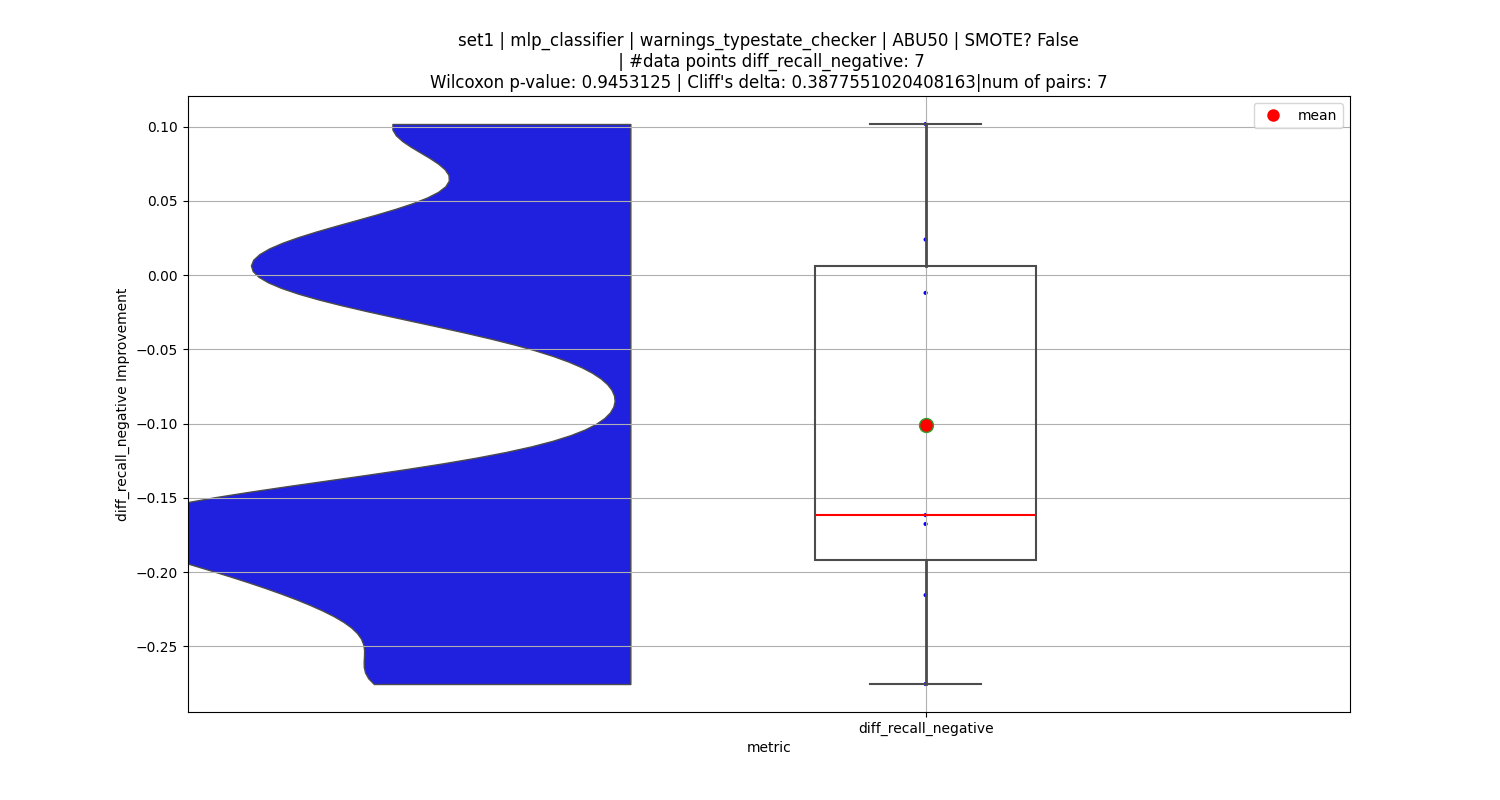 set1 | mlp_classifier | warnings_typestate_checker | ABU50 | SMOTE? False
| #data points diff_recall_negative: 7
Wilcoxon p-value: 0.9453125 | Cliff's delta: 0.3877551020408163|num of pairs: 7
mean
0.10
0.05
0.00
−0.05
−0.10
−0.15
−0.20
−0.25
diff_recall_negative Improvement
diff_recall_negative
metric